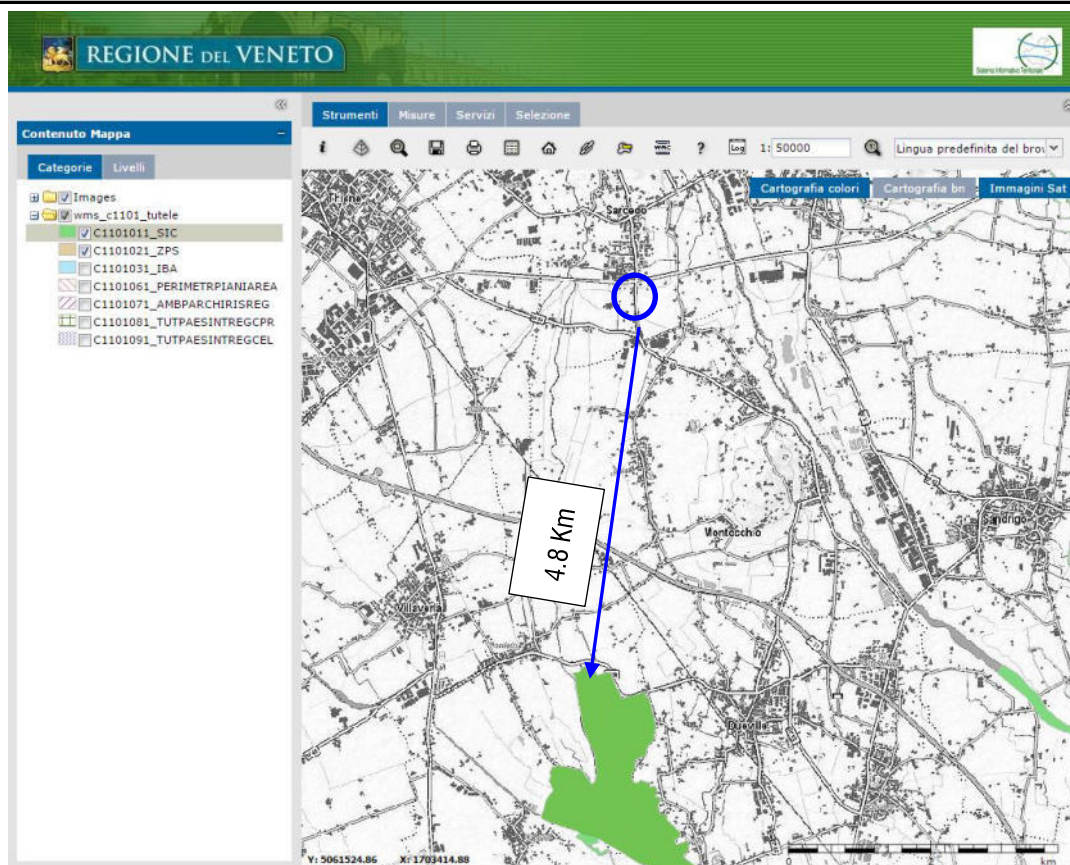 REGIONE DEL VENETO
Contenuto Mappa
Categorie Livelli
Images
wms_c1101_tutele
C1101011_SIC
C1101021_ZPS
C1101031_IBA
C1101061_PERIMETRPIANIAREA
C1101071_AMBPARCHIRISREG
C1101081_TUTPAESINTREGCPR
C1101091_TUTPAESINTREGCEL
Strumenti Misure Servizi Selezione
1: 50000
Lingua predefinita del brov
Cartografia colori Cartografia bn Immagini Sat
Thiene
Sarcedo
4.8 Km
Montecchio
Sandrigo
Villaverla
Dueville
Y: 5061524.86 X: 1703414.88
0 km